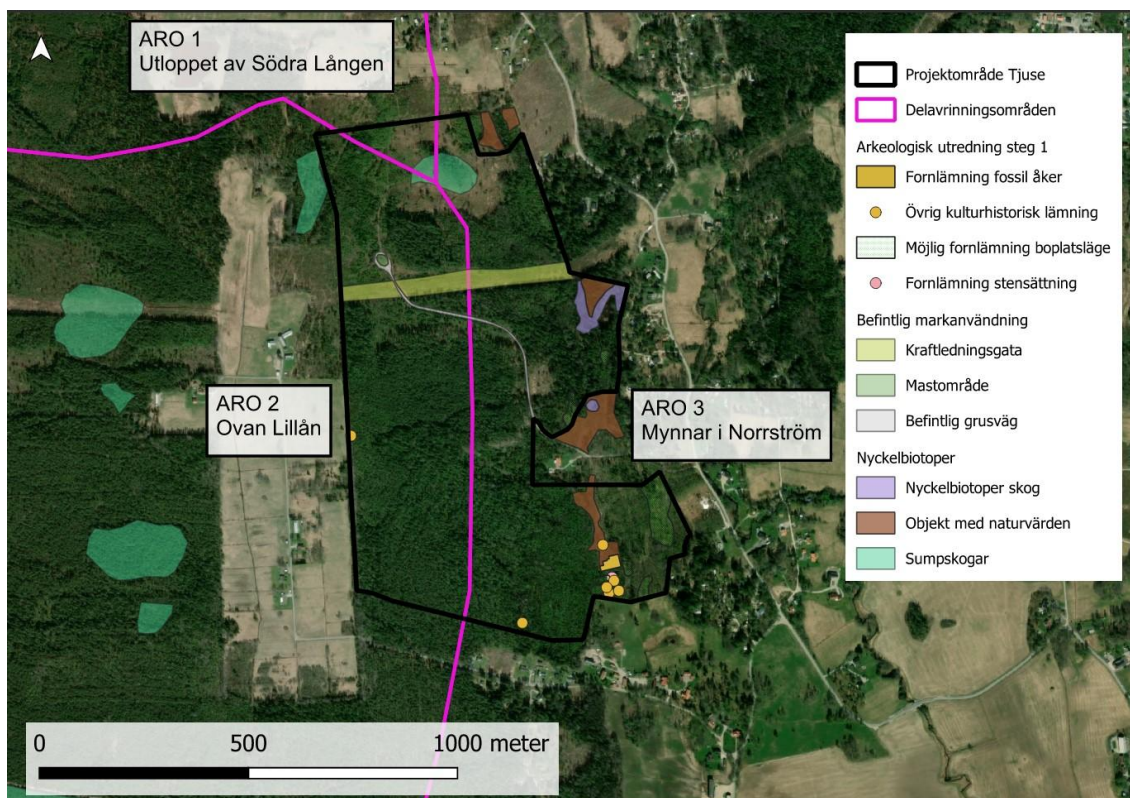 ARO 1
Utloppet av Södra Lången
ARO 2
Ovan Lillån
ARO 3
Mynnar i Norrström
Projektområde Tjuse
Delavrinningsområden
Arkeologisk utredning steg 1
Fornlämning fossil åker
Övrig kulturhistorisk lämning
Möjlig fornlämning boplatsläge
Fornlämning stensättning
Befintlig markanvändning
Kraftledningsgata
Mastområde
Befintlig grusväg
Nyckelbiotoper
Nyckelbiotoper skog
Objekt med naturvärden
Sumpskogar
0 500 1000 meter